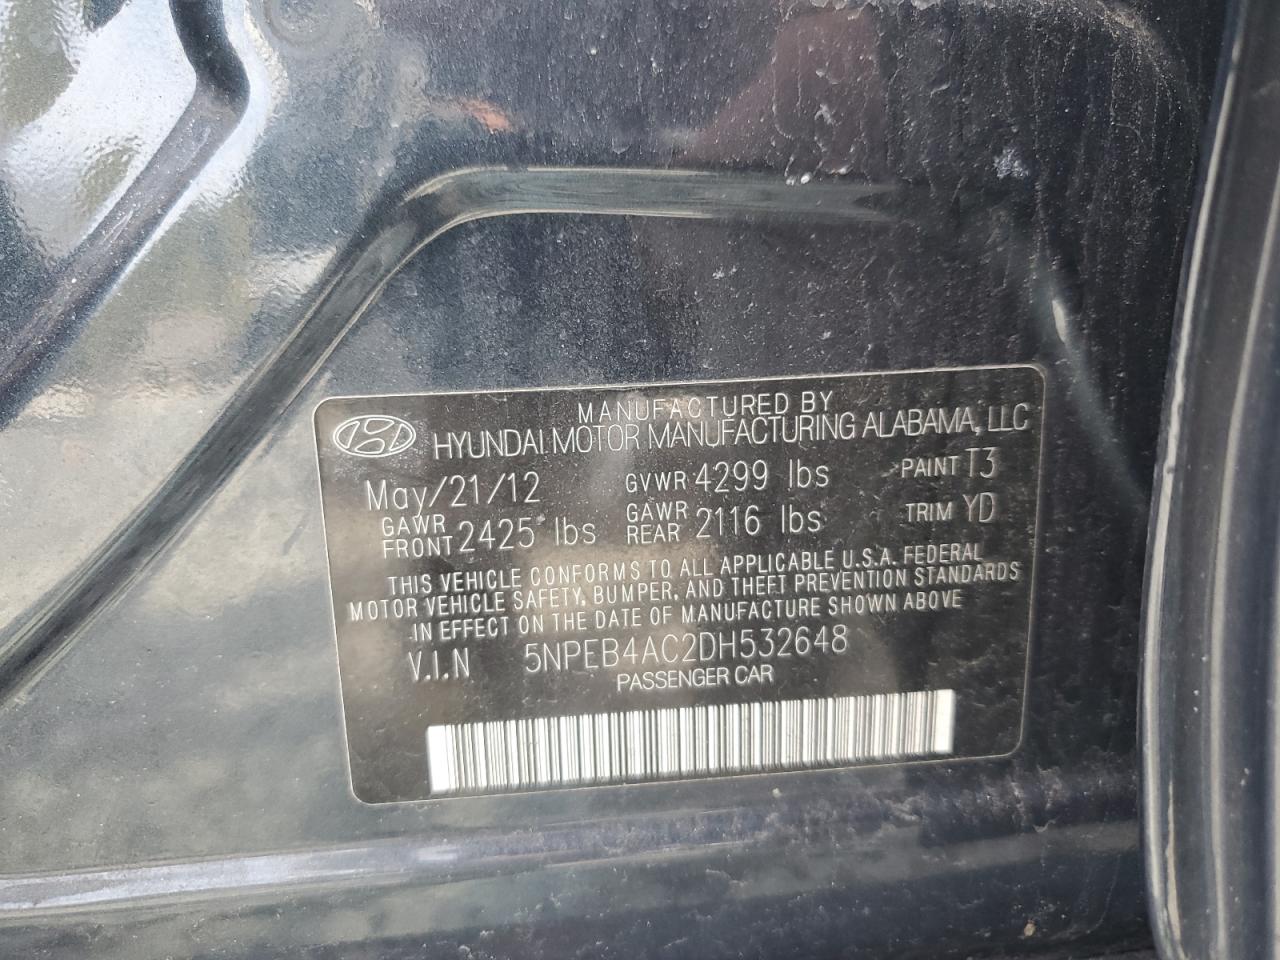 MANUFACTURED BY
HYUNDAI MOTOR MANUFACTURING ALABAMA, LLC
May/21/12 GVWR 4299 lbs PAINT T3
GAWR FRONT 2425 lbs GAWR REAR 2116 lbs TRIM YD
THIS VEHICLE CONFORMS TO ALL APPLICABLE U.S.A. FEDERAL
MOTOR VEHICLE SAFETY, BUMPER, AND THEFT PREVENTION STANDARDS
IN EFFECT ON THE DATE OF MANUFACTURE SHOWN ABOVE
V.I.N 5NPEB4AC2DH532648
PASSENGER CAR